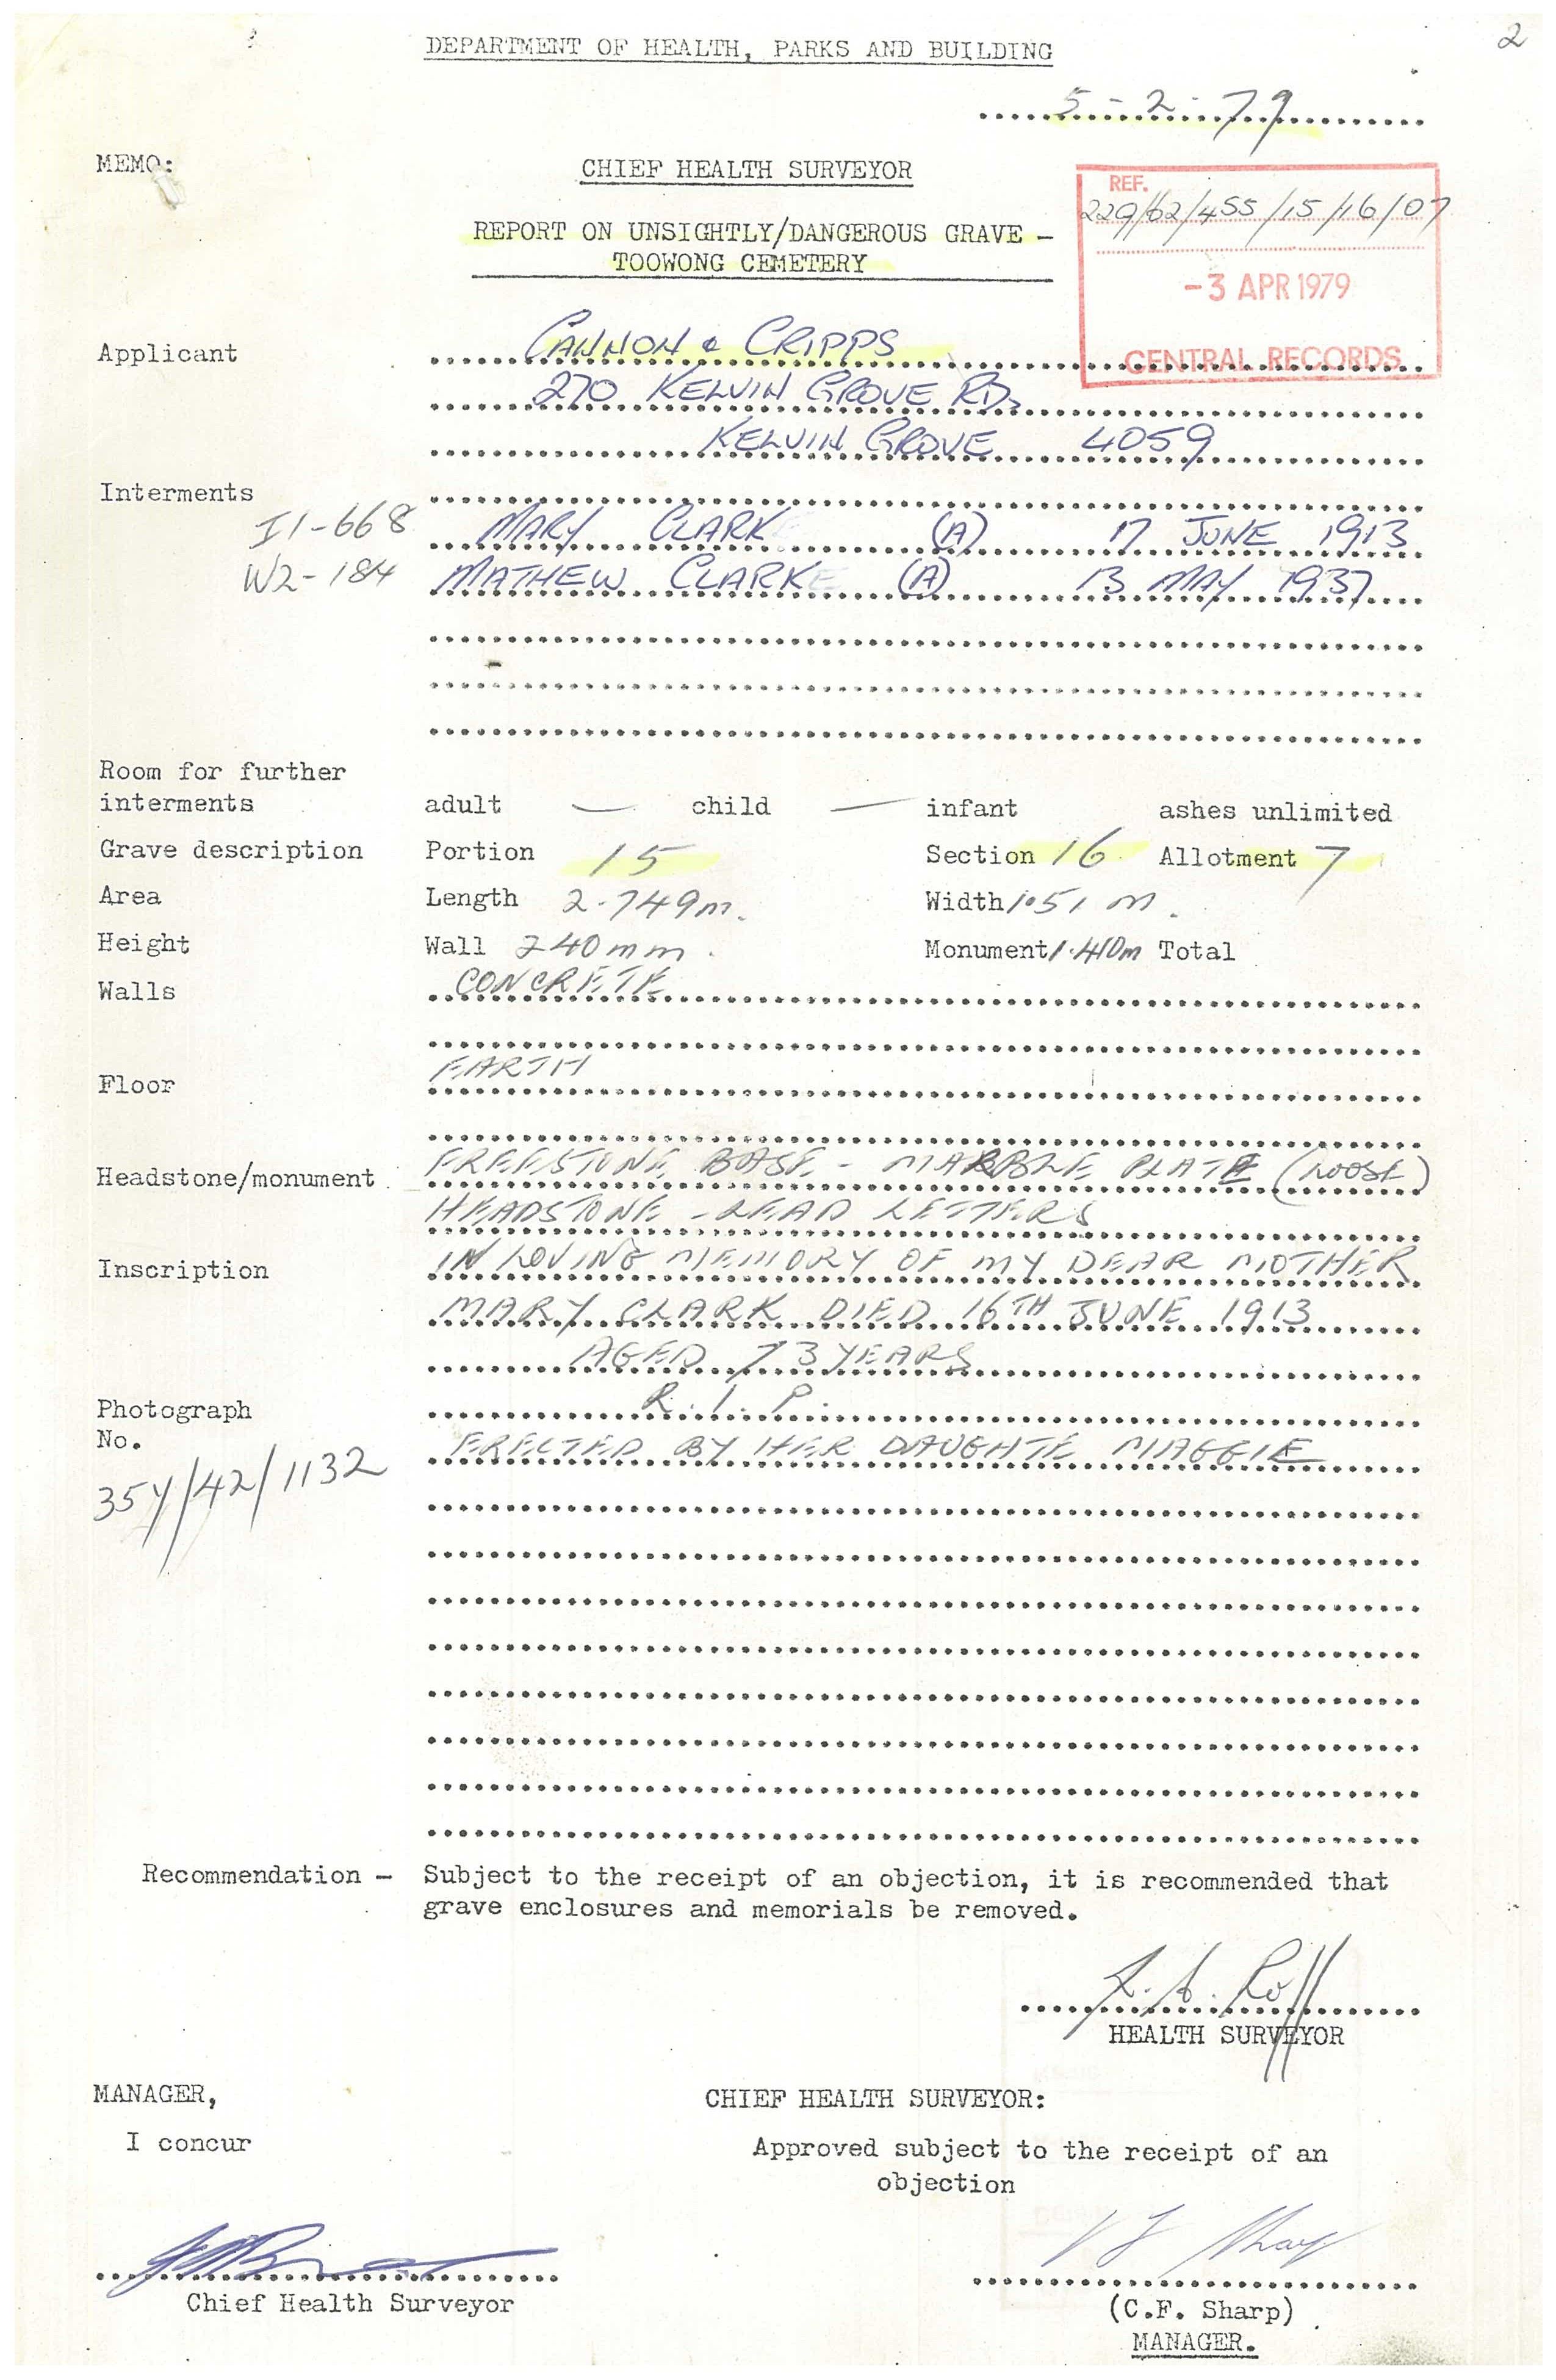 2
DEPARTMENT OF HEALTH, PARKS AND BUILDING
5-2-79
MEMO:
CHIEF HEALTH SURVEYOR
REF.
229/62/455/15/16/07
REPORT ON UNSIGHTLY/DANGEROUS GRAVE –
TOOWONG CEMETERY
-3 APR 1979
CENTRAL RECORDS
Applicant CANNON & CRIPPS
270 KELVIN GROVE RD.
KELVIN GROVE 4059
Interments
I1-668 MARY CLARK (A) 17 JUNE 1913
W2-184 MATHEW CLARK (A) 13 MAY 1937
Room for further
interments adult — child — infant ashes unlimited
Grave description Portion 15 Section 16 Allotment 7
Area Length 2.749m. Width 1.51 m.
Height Wall 240mm. Monument 1.410m Total
Walls CONCRETE
Floor EARTH
Headstone/monument FREESTONE BASE - MARBLE PLATE (LOOSE)
HEADSTONE - LEAD LETTERS
Inscription IN LOVING MEMORY OF MY DEAR MOTHER
MARY CLARK DIED 16TH JUNE 1913
AGED 73 YEARS
Photograph R.I.P.
No. ERECTED BY HER DAUGHTE MAGGIE
354/42/1132
Recommendation – Subject to the receipt of an objection, it is recommended that
grave enclosures and memorials be removed.
HEALTH SURVEYOR
MANAGER, CHIEF HEALTH SURVEYOR:
I concur Approved subject to the receipt of an
objection
Chief Health Surveyor (C.F. Sharp)
MANAGER.